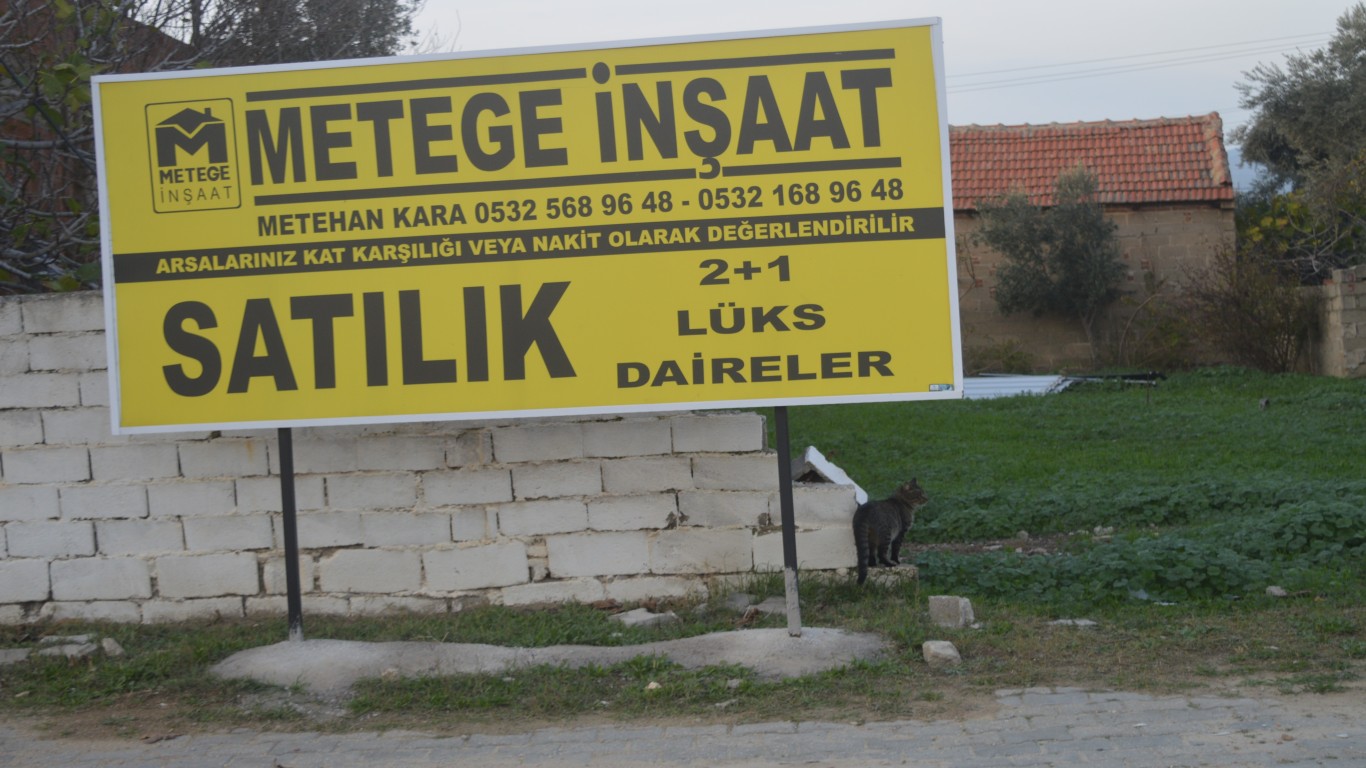 METEGE
İNŞAAT
METEGE İNŞAAT
METEHAN KARA 0532 568 96 48 - 0532 168 96 48
ARSALARINIZ KAT KARŞILIĞI VEYA NAKİT OLARAK DEĞERLENDİRİLİR
SATILIK
2+1
LÜKS
DAİRELER